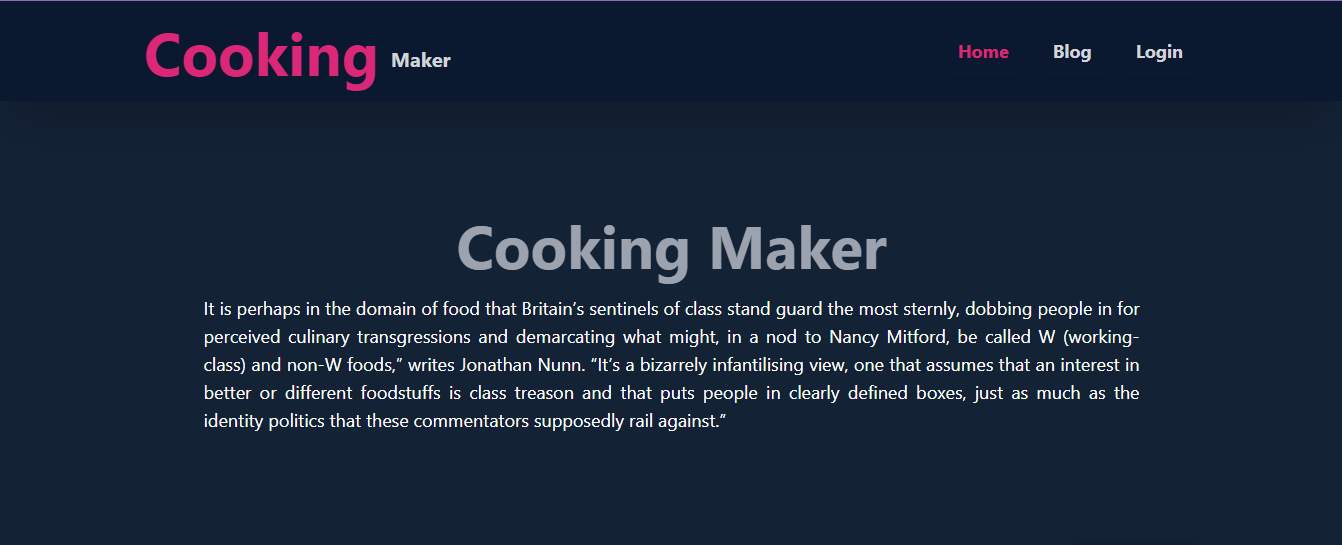 Cooking Maker
Home Blog Login
Cooking Maker
It is perhaps in the domain of food that Britain’s sentinels of class stand guard the most sternly, dobbing people in for
perceived culinary transgressions and demarcating what might, in a nod to Nancy Mitford, be called W (working-
class) and non-W foods,” writes Jonathan Nunn. “It’s a bizarrely infantilising view, one that assumes that an interest in
better or different foodstuffs is class treason and that puts people in clearly defined boxes, just as much as the
identity politics that these commentators supposedly rail against.”